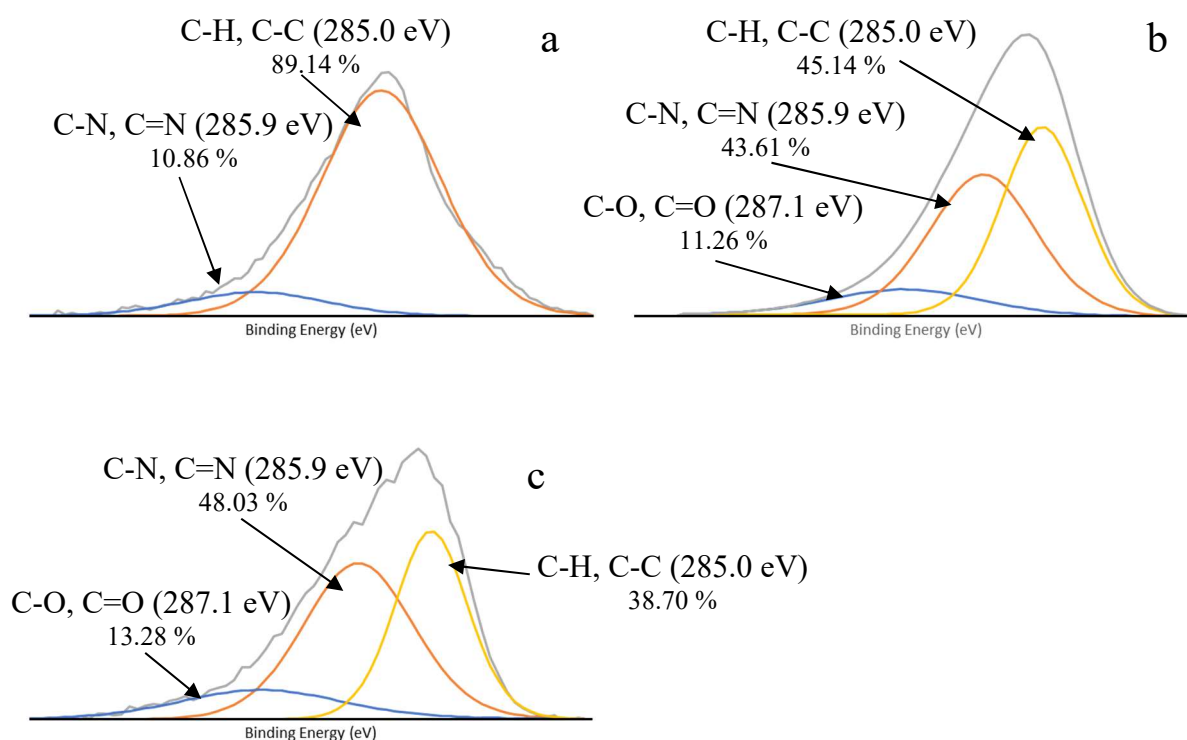 C-H, C-C (285.0 eV)
89.14 %
a
C-N, C=N (285.9 eV)
10.86 %
Binding Energy (eV)
C-H, C-C (285.0 eV)
45.14 %
b
C-N, C=N (285.9 eV)
43.61 %
C-O, C=O (287.1 eV)
11.26 %
Binding Energy (eV)
C-N, C=N (285.9 eV)
48.03 %
c
C-H, C-C (285.0 eV)
38.70 %
C-O, C=O (287.1 eV)
13.28 %
Binding Energy (eV)